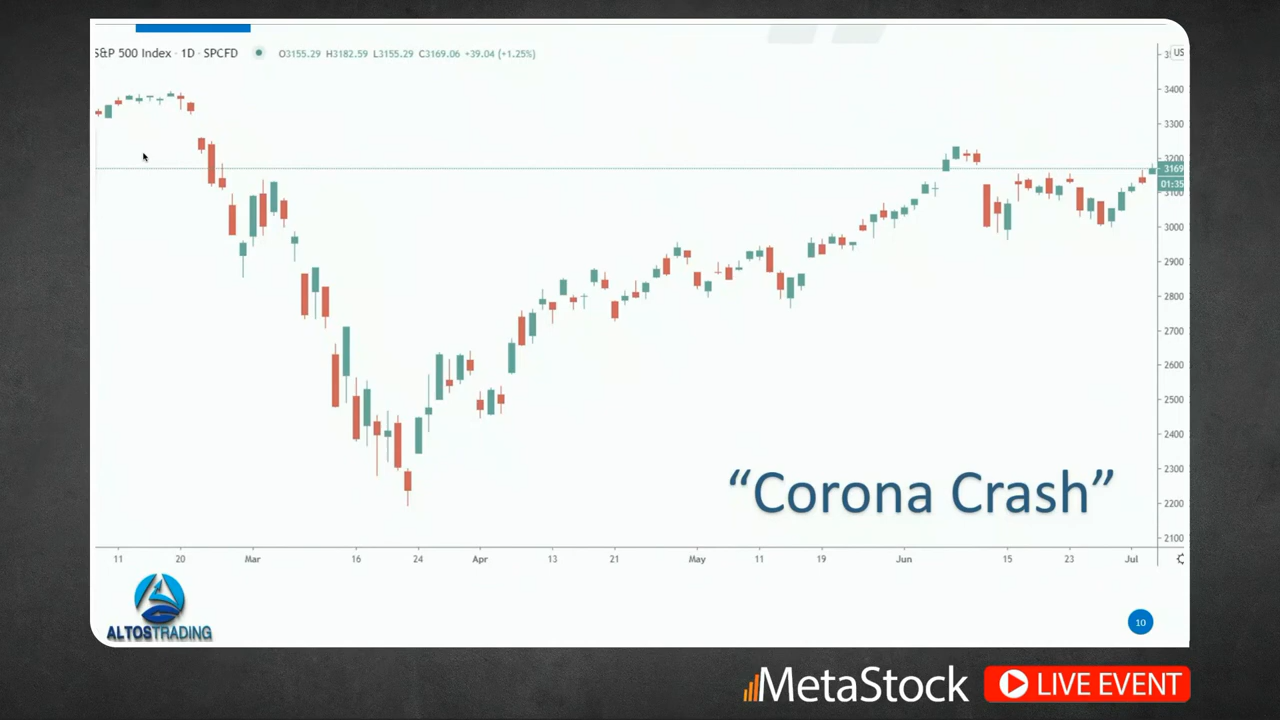 S&P 500 Index · 1D · SPCFD O3155.29 H3182.59 L3155.29 C3169.06 +39.04 (+1.25%)
US
3400
3300
3200
3169
01:35
3100
3000
2900
2800
2700
2600
2500
2400
2300
2200
2100
“Corona Crash”
11 20 Mar 16 24 Apr 13 21 May 11 19 Jun 15 23 Jul
ALTOSTRADING
10
MetaStock LIVE EVENT